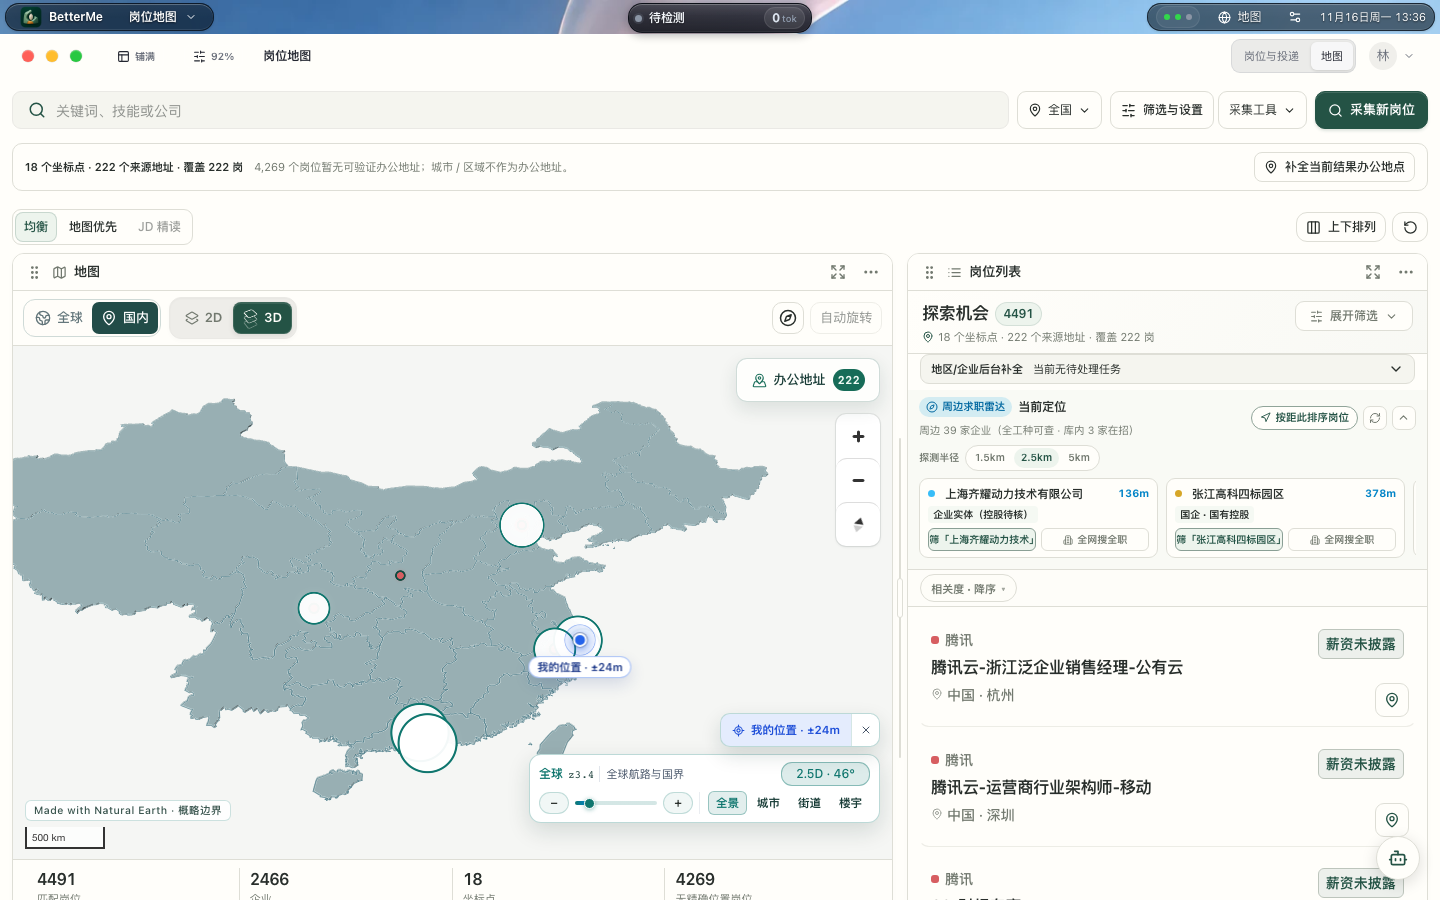 BetterMe 岗位地图
待检测 0 tok
地图 11月16日周一 13:36
铺满 92% 岗位地图
岗位与投递 地图 林
关键词、技能或公司
全国 筛选与设置 采集工具 采集新岗位
18 个坐标点 · 222 个来源地址 · 覆盖 222 岗 4,269 个岗位暂无可验证办公地址；城市 / 区域不作为办公地址。
补全当前结果办公地点
均衡 地图优先 JD 精读
上下排列
地图
全球 国内 2D 3D
自动旋转
办公地址 222
我的位置 · ±24m
我的位置 · ±24m ×
全球 z3.4 全球航路与国界 2.5D · 46°
− + 全景 城市 街道 楼宇
Made with Natural Earth · 概略边界
500 km
4491 2466 18 4269
匹配岗位 企业 坐标点 无精确位置岗位
岗位列表
探索机会 4491 展开筛选
18 个坐标点 · 222 个来源地址 · 覆盖 222 岗
地区/企业后台补全 当前无待处理任务
周边求职雷达 当前定位
按距此排序岗位
周边 39 家企业（全工种可查 · 库内 3 家在招）
探测半径 1.5km 2.5km 5km
上海齐耀动力技术有限公司 136m
企业实体（控股待核）
筛「上海齐耀动力技术」 全网搜全职
张江高科四标园区 378m
国企 · 国有控股
筛「张江高科四标园区」 全网搜全职
相关度 · 降序
腾讯 薪资未披露
腾讯云-浙江泛企业销售经理-公有云
中国 · 杭州
腾讯 薪资未披露
腾讯云-运营商行业架构师-移动
中国 · 深圳
腾讯 薪资未披露